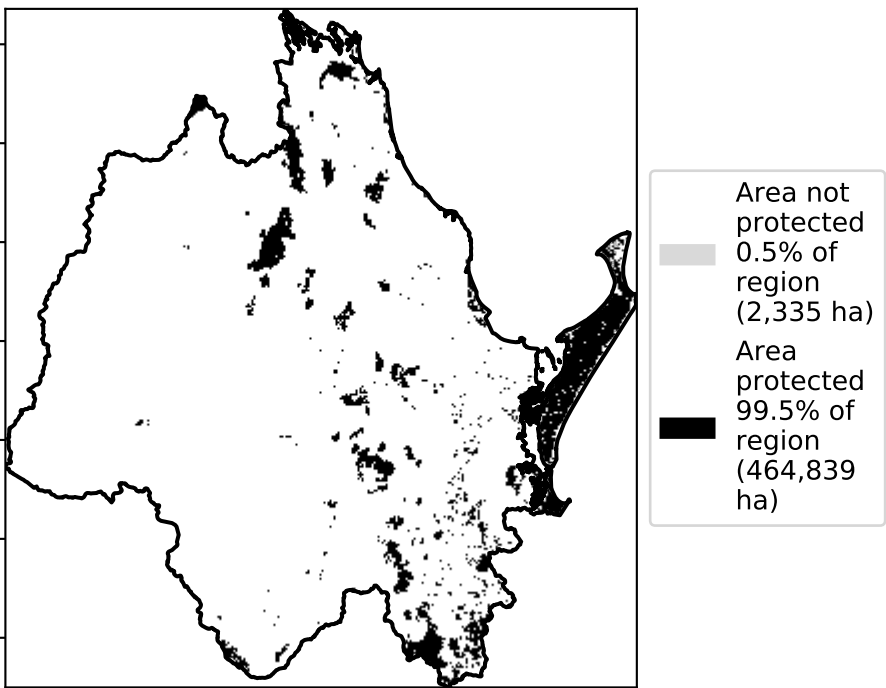 Area not
protected
0.5% of
region
(2,335 ha)
Area
protected
99.5% of
region
(464,839
ha)